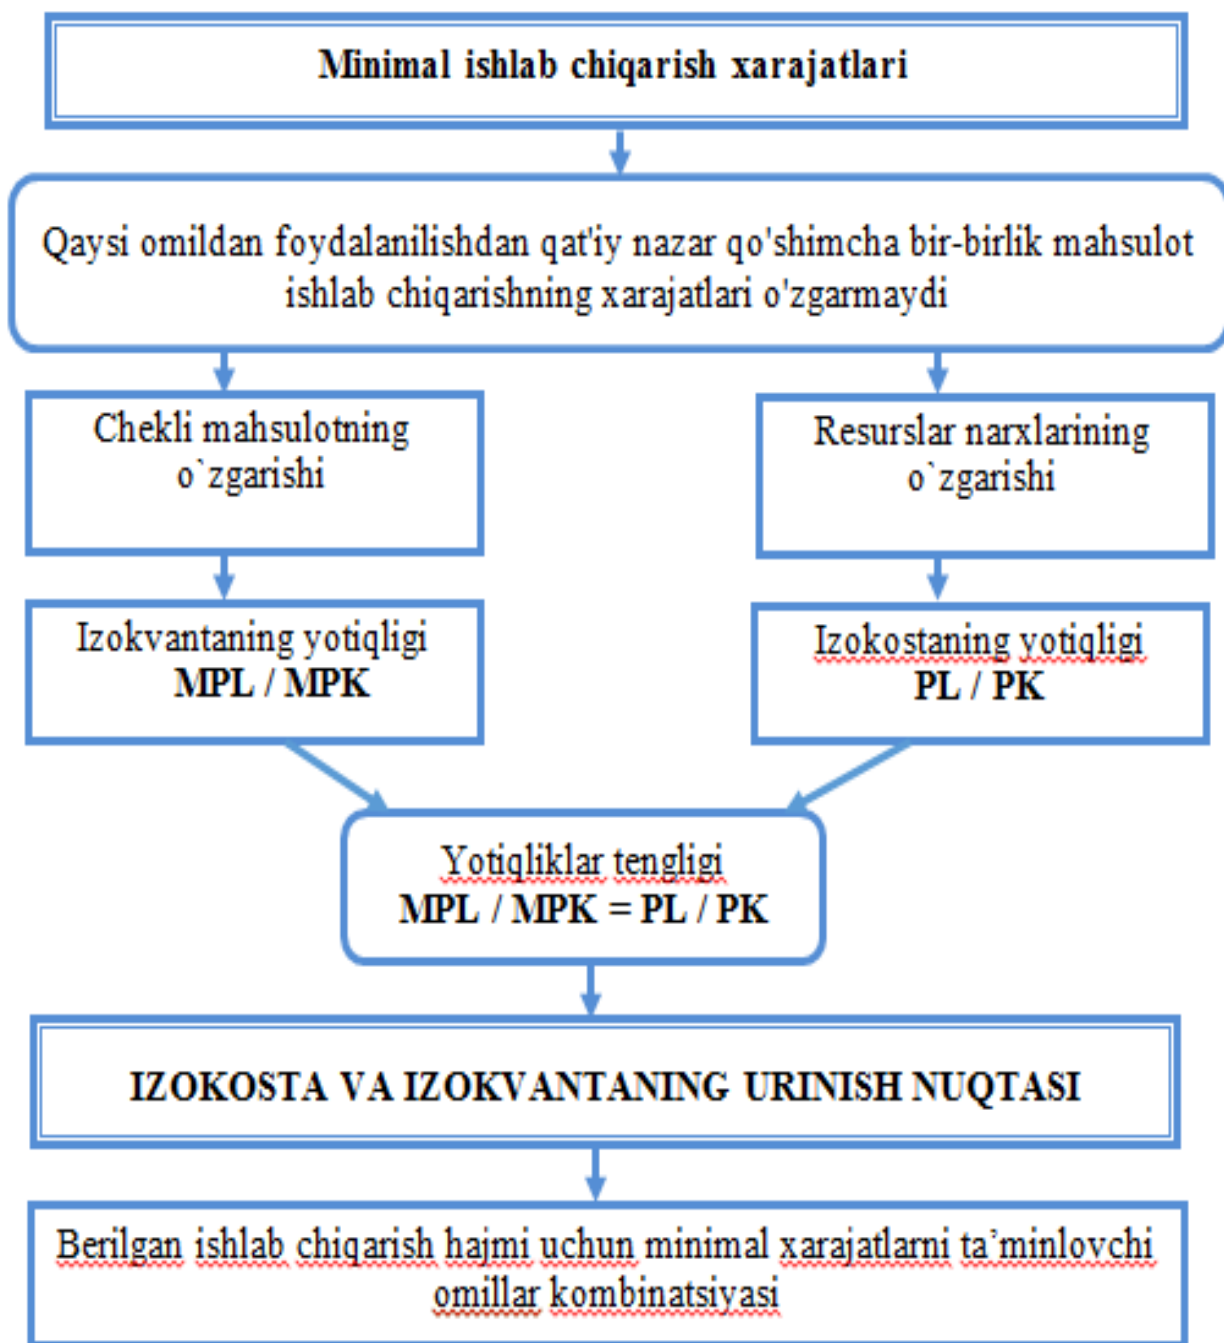 Minimal ishlab chiqarish xarajatlari
Qaysi omildan foydalanilishdan qat'iy nazar qo'shimcha bir-birlik mahsulot
ishlab chiqarishning xarajatlari o'zgarmaydi
Chekli mahsulotning
o`zgarishi
Resurslar narxlarining
o`zgarishi
Izokvantaning yotiqligi
MPL / MPK
Izokostaning yotiqligi
PL / PK
Yotiqliklar tengligi
MPL / MPK = PL / PK
IZOKOSTA VA IZOKVANTANING URINISH NUQTASI
Berilgan ishlab chiqarish hajmi uchun minimal xarajatlarni ta’minlovchi
omillar kombinatsiyasi